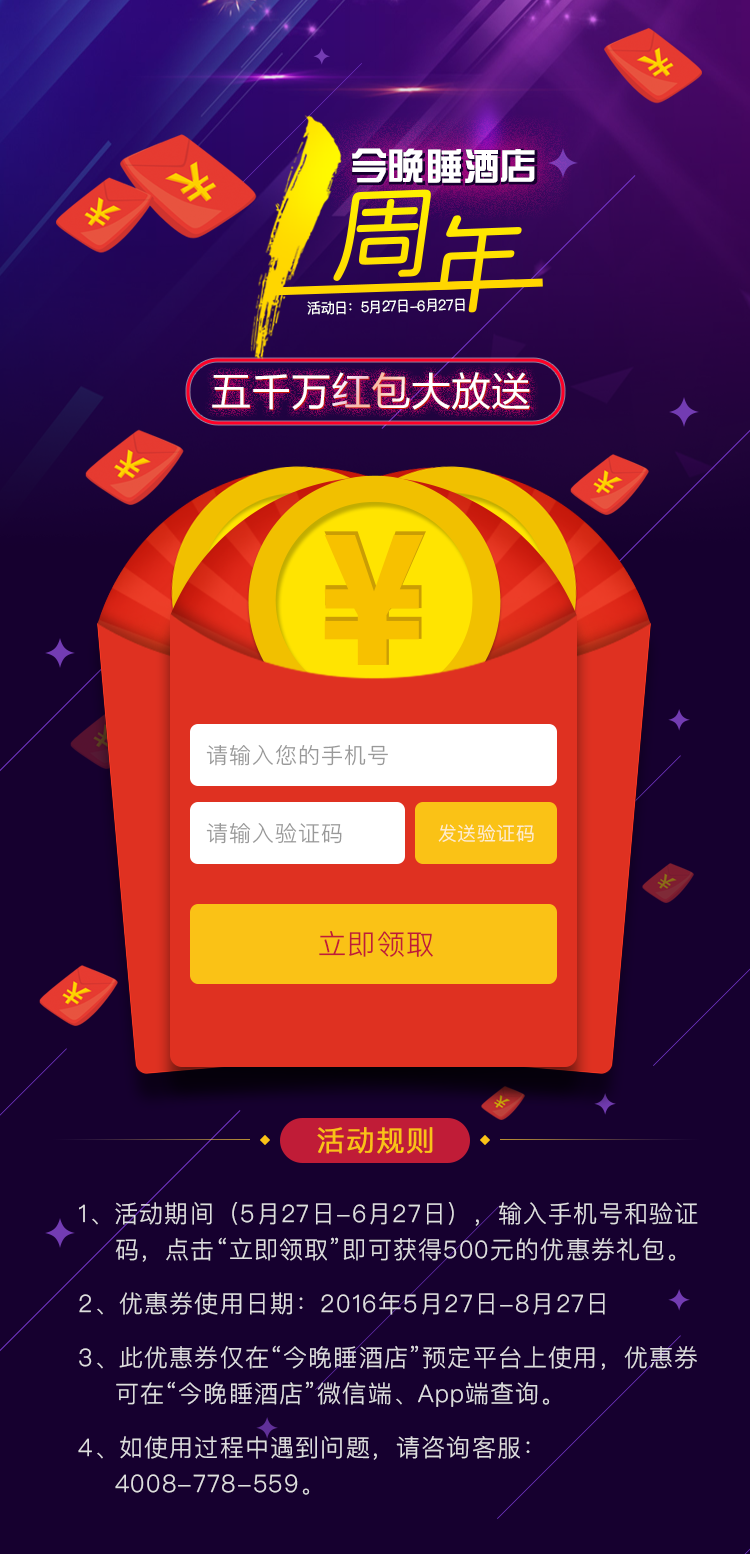 今晚睡酒店
1周年
活动日：5月27日-6月27日
五千万红包大放送
¥
请输入您的手机号
请输入验证码
发送验证码
立即领取
活动规则
1、活动期间（5月27日-6月27日），输入手机号和验证
码，点击“立即领取”即可获得500元的优惠券礼包。
2、优惠券使用日期：2016年5月27日-8月27日
3、此优惠券仅在“今晚睡酒店”预定平台上使用，优惠券
可在“今晚睡酒店”微信端、App端查询。
4、如使用过程中遇到问题，请咨询客服：
4008-778-559。